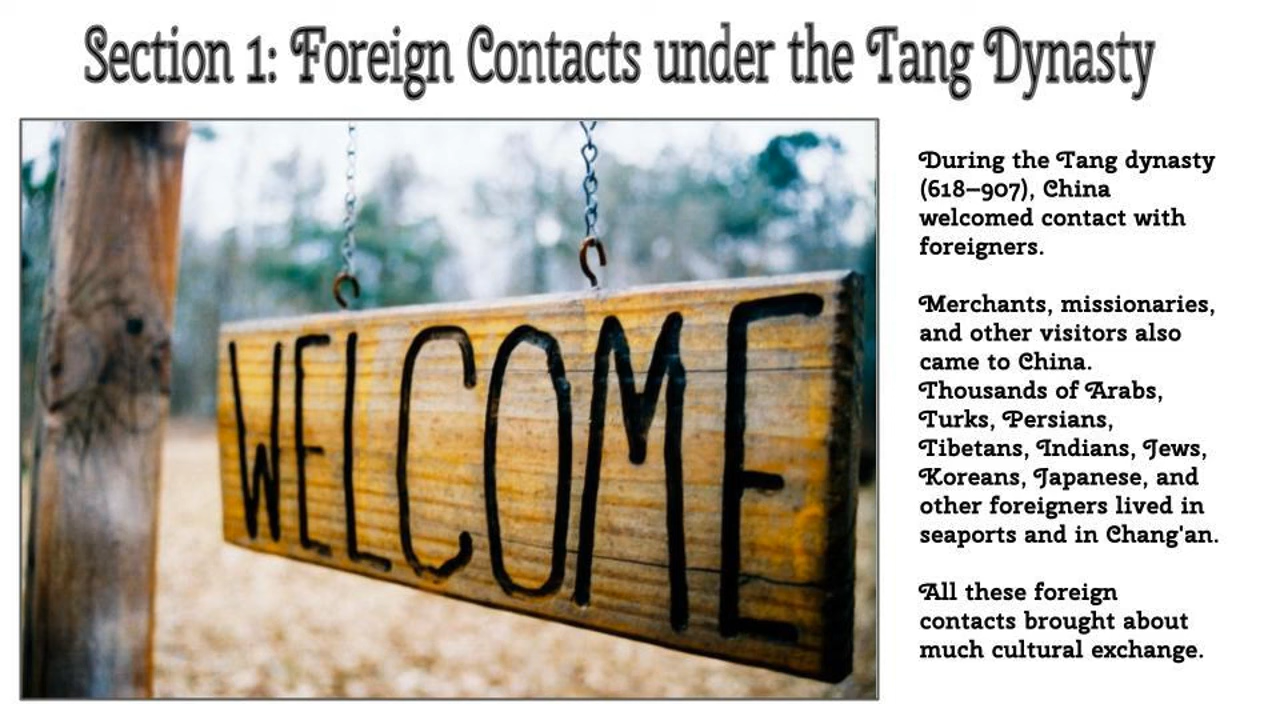 Section 1: Foreign Contacts under the Tang Dynasty
WELCOME
During the Tang dynasty
(618–907), China
welcomed contact with
foreigners.
Merchants, missionaries,
and other visitors also
came to China.
Thousands of Arabs,
Turks, Persians,
Tibetans, Indians, Jews,
Koreans, Japanese, and
other foreigners lived in
seaports and in Chang'an.
All these foreign
contacts brought about
much cultural exchange.